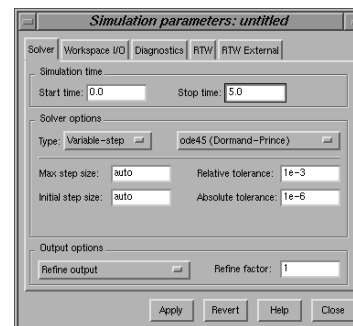 Simulation parameters: untitled
Solver Workspace I/O Diagnostics RTW RTW External
Simulation time
Start time: 0.0 Stop time: 5.0
Solver options
Type: Variable-step ode45 (Dormand-Prince)
Max step size: auto Relative tolerance: 1e-3
Initial step size: auto Absolute tolerance: 1e-6
Output options
Refine output Refine factor: 1
Apply Revert Help Close